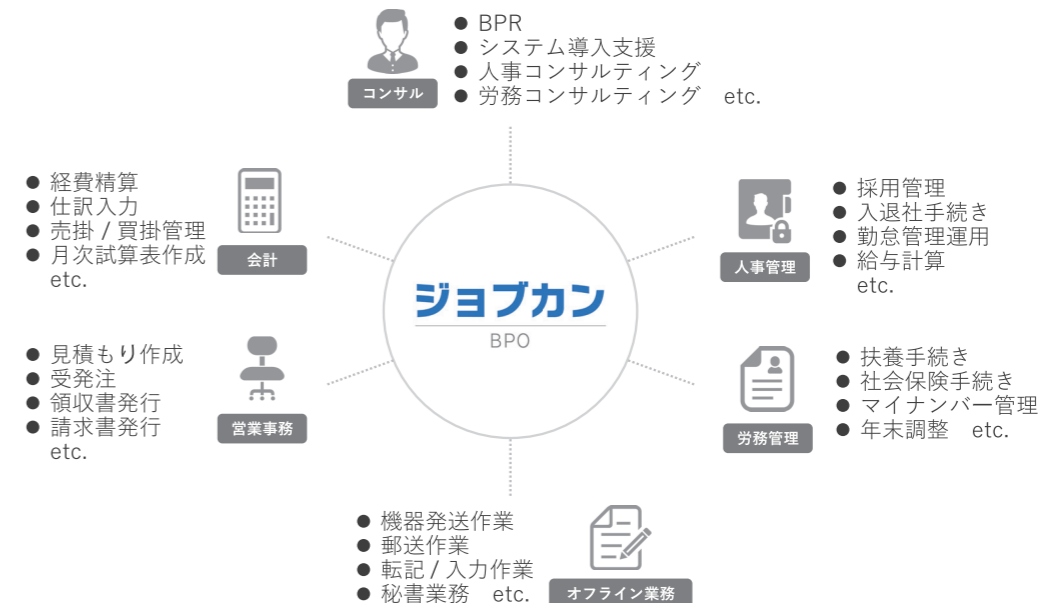 ● BPR
● システム導入支援
● 人事コンサルティング
● 労務コンサルティング　etc.
コンサル
● 経費精算
● 仕訳入力
● 売掛 / 買掛管理
● 月次試算表作成
etc.
会計
● 採用管理
● 入退社手続き
● 勤怠管理運用
● 給与計算
etc.
人事管理
ジョブカン
BPO
● 見積もり作成
● 受発注
● 領収書発行
● 請求書発行
etc.
営業事務
● 扶養手続き
● 社会保険手続き
● マイナンバー管理
● 年末調整　etc.
労務管理
● 機器発送作業
● 郵送作業
● 転記 / 入力作業
● 秘書業務　etc.
オフライン業務